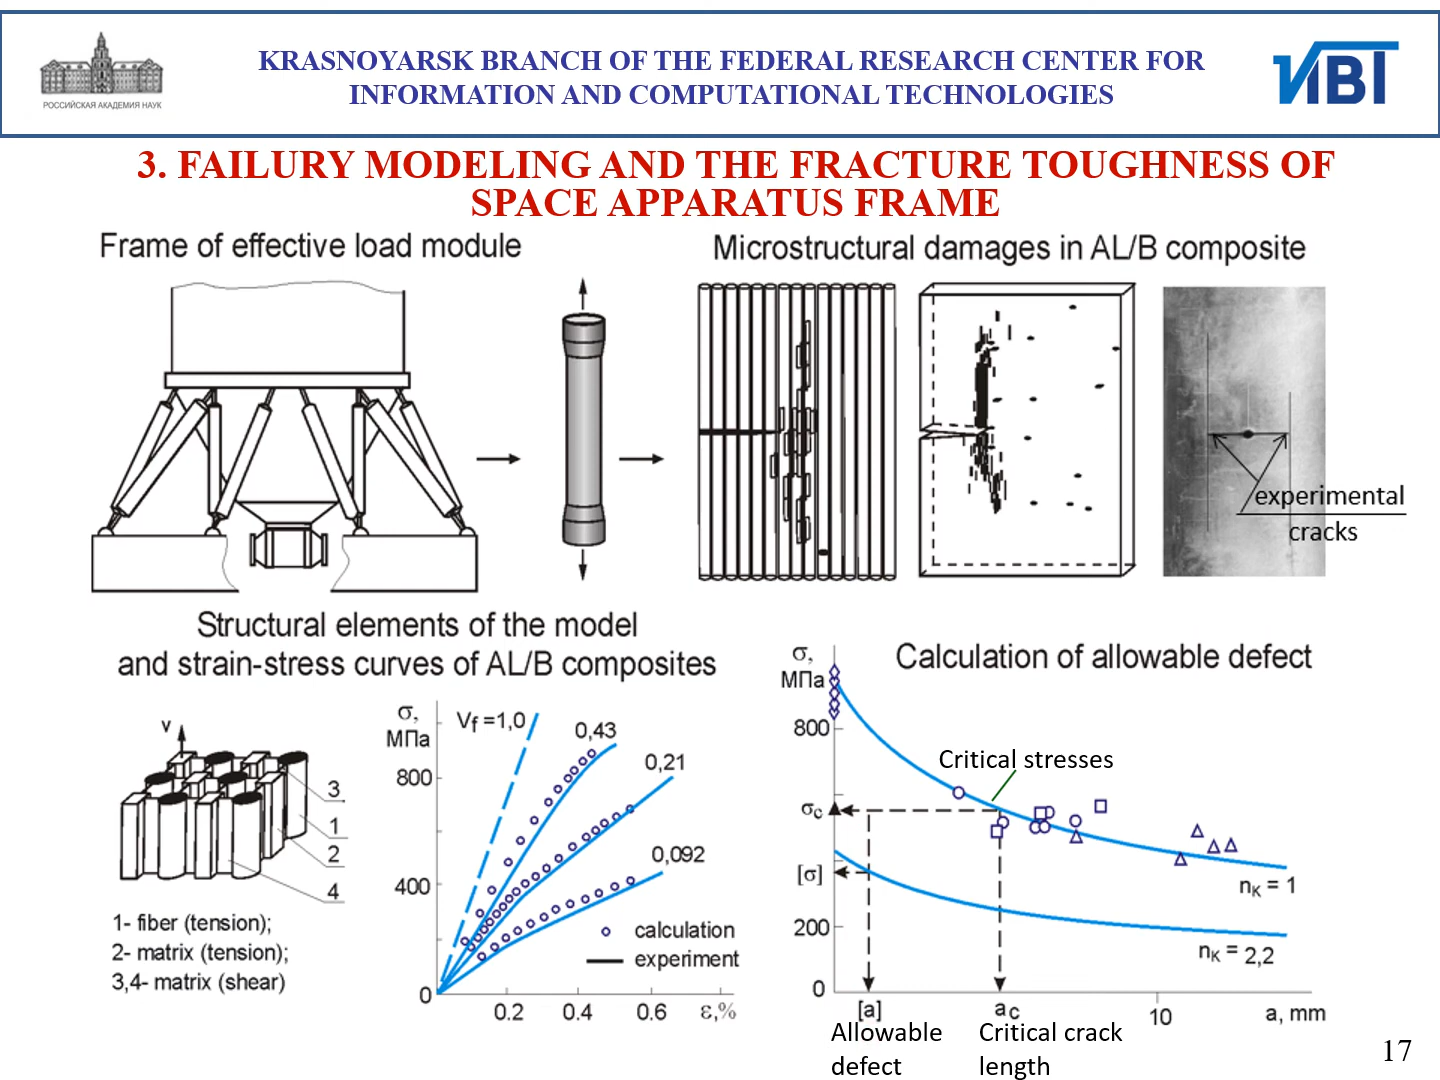 KRASNOYARSK BRANCH OF THE FEDERAL RESEARCH CENTER FOR
INFORMATION AND COMPUTATIONAL TECHNOLOGIES
РОССИЙСКАЯ АКАДЕМИЯ НАУК
ИВТ
3. FAILURY MODELING AND THE FRACTURE TOUGHNESS OF
SPACE APPARATUS FRAME
Frame of effective load module
Microstructural damages in AL/B composite
experimental
cracks
Structural elements of the model
and strain-stress curves of AL/B composites
v
3
1
2
4
1- fiber (tension);
2- matrix (tension);
3,4- matrix (shear)
σ,
МПа
800
400
0
0.2
0.4
0.6
ε,%
Vf =1,0
0,43
0,21
0,092
calculation
experiment
Calculation of allowable defect
σ,
МПа
800
σc
[σ]
200
0
Critical stresses
nK = 1
nK = 2,2
[a]
ac
10
a, mm
Allowable
defect
Critical crack
length
17